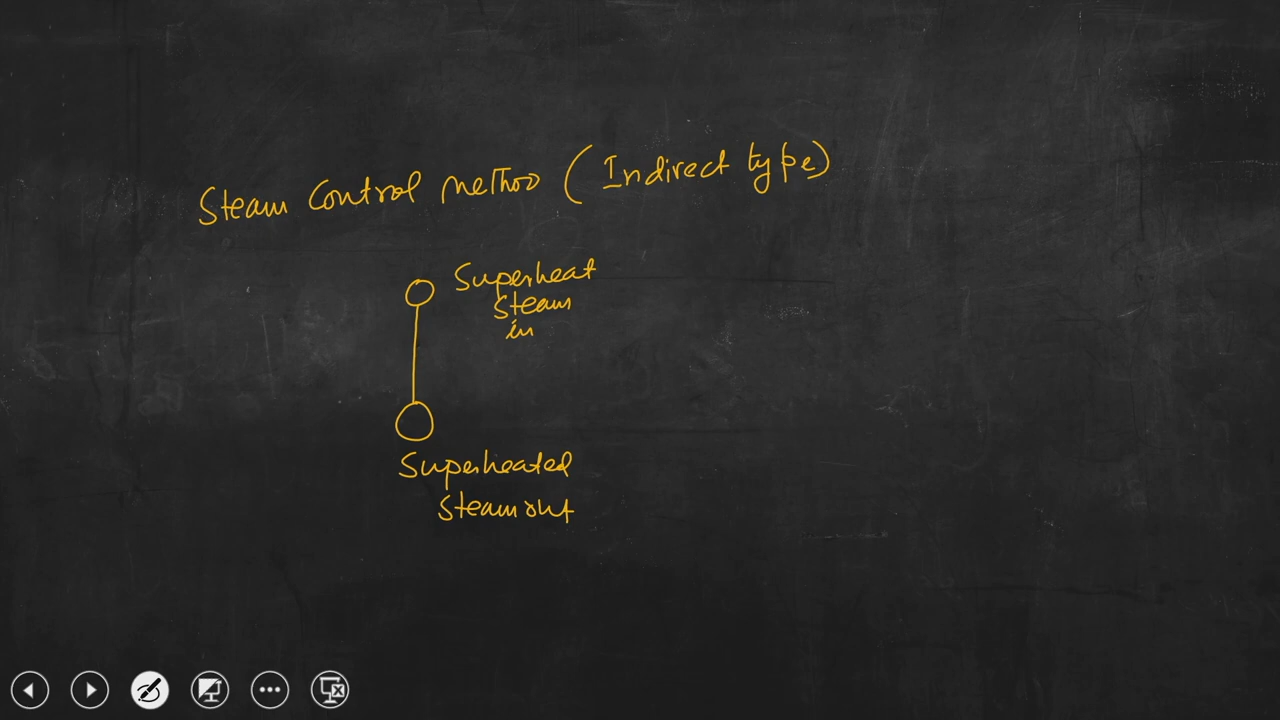 Steam Control Method (Indirect type)
Superheat
Steam
in
Superheated
Steam out